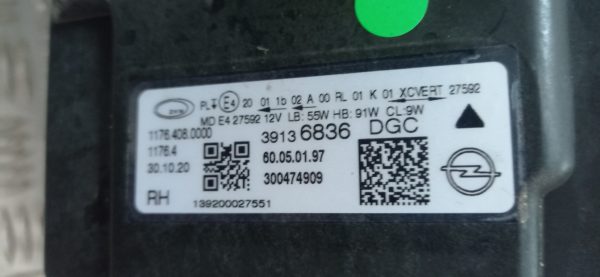 PL E4 20 01 1b 02 A 00 RL 01 K 01 XCVERT 27592
MD E4 27592 12V LB: 55W HB: 91W CL:9W
1176.408.0000
1176.4
30.10.20
RH
3913 6836 DGC
60.05.01.97
300474909
139200027551